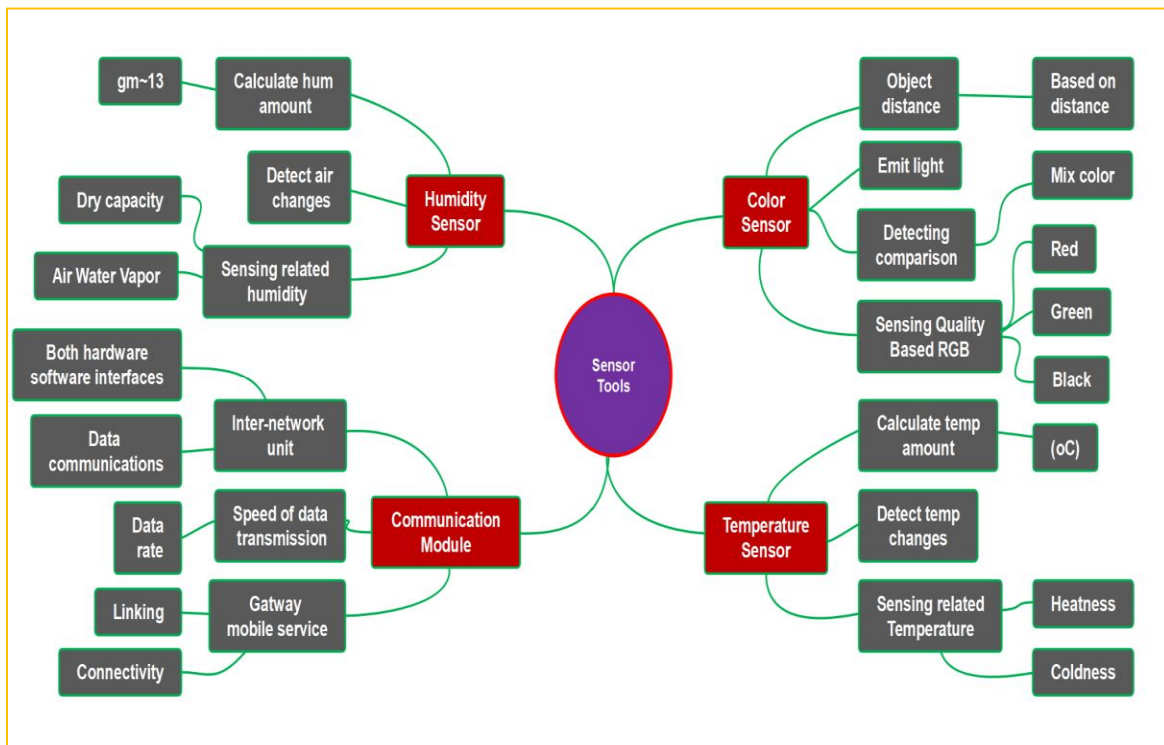 gm~13
Calculate hum
amount
Detect air
changes
Dry capacity
Air Water Vapor
Sensing related
humidity
Humidity
Sensor
Object
distance
Based on
distance
Emit light
Mix color
Color
Sensor
Detecting
comparison
Red
Sensing Quality
Based RGB
Green
Black
Sensor
Tools
Both hardware
software interfaces
Inter-network
unit
Data
communications
Speed of data
transmission
Data
rate
Communication
Module
Linking
Gatway
mobile service
Connectivity
Calculate temp
amount
(oC)
Temperature
Sensor
Detect temp
changes
Sensing related
Temperature
Heatness
Coldness